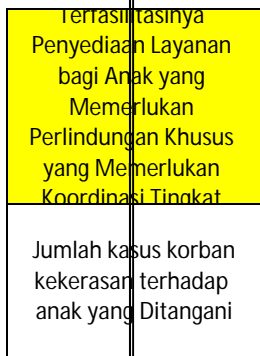 Terfasilitasinya
Penyediaan Layanan
bagi Anak yang
Memerlukan
Perlindungan Khusus
yang Memerlukan
Koordinasi Tingkat
Jumlah kasus korban
kekerasan terhadap
anak yang Ditangani